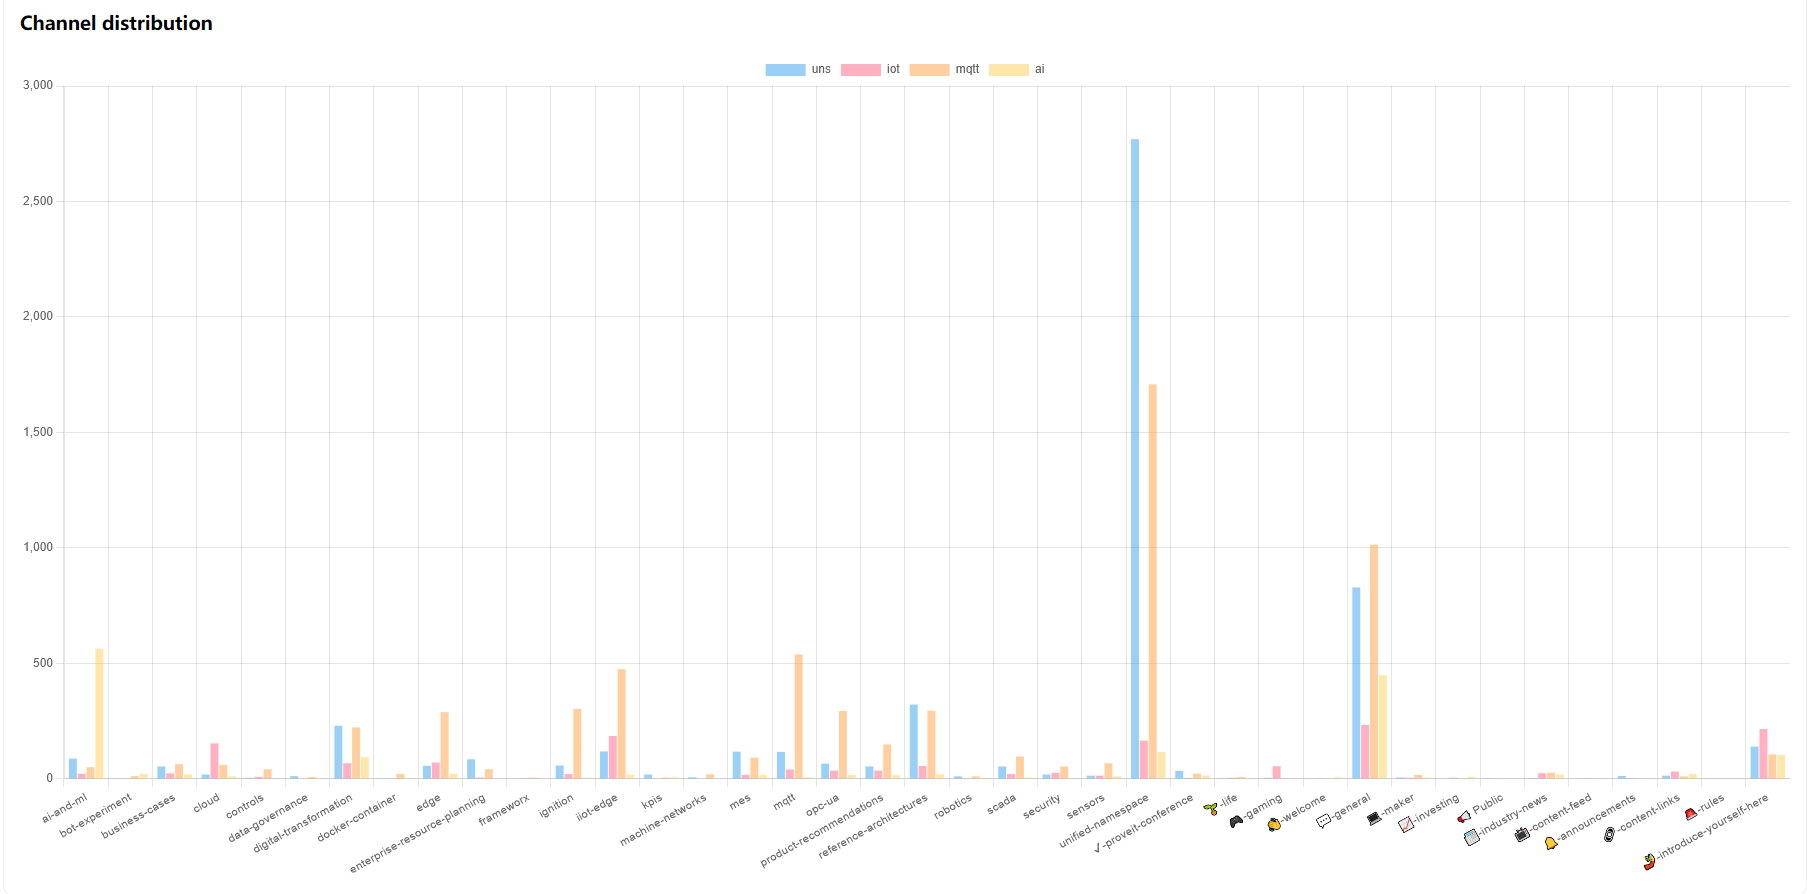 Channel distribution
uns iot mqtt ai
3,000
2,500
2,000
1,500
1,000
500
0
ai-and-ml
bot-experiment
business-cases
cloud
controls
data-governance
digital-transformation
docker-container
edge
enterprise-resource-planning
frameworx
ignition
iiot-edge
kpis
machine-networks
mes
mqtt
opc-ua
product-recommendations
reference-architectures
robotics
scada
security
sensors
unified-namespace
✓-proveit-conference
🌱-life
🎮-gaming
👋-welcome
💬-general
💻-maker
📈-investing
📢 Public
📰-industry-news
📺-content-feed
🔔-announcements
🔗-content-links
🚨-rules
-introduce-yourself-here